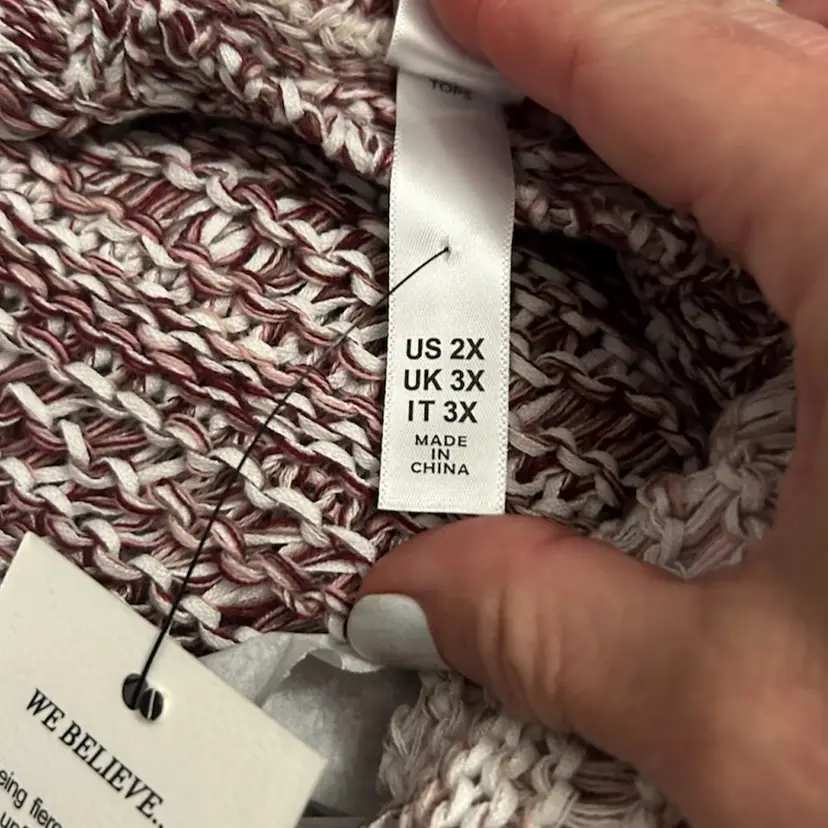 TOPS
US 2X
UK 3X
IT 3X
MADE
IN
CHINA
WE BELIEVE...